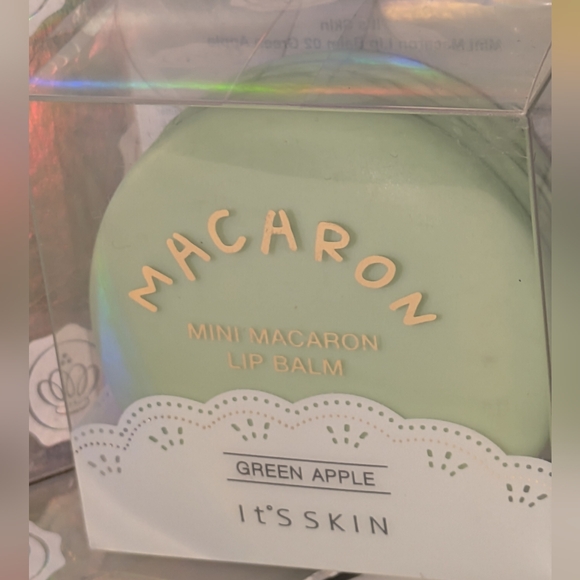 MACARON
MINI MACARON
LIP BALM
GREEN APPLE
It'S SKIN